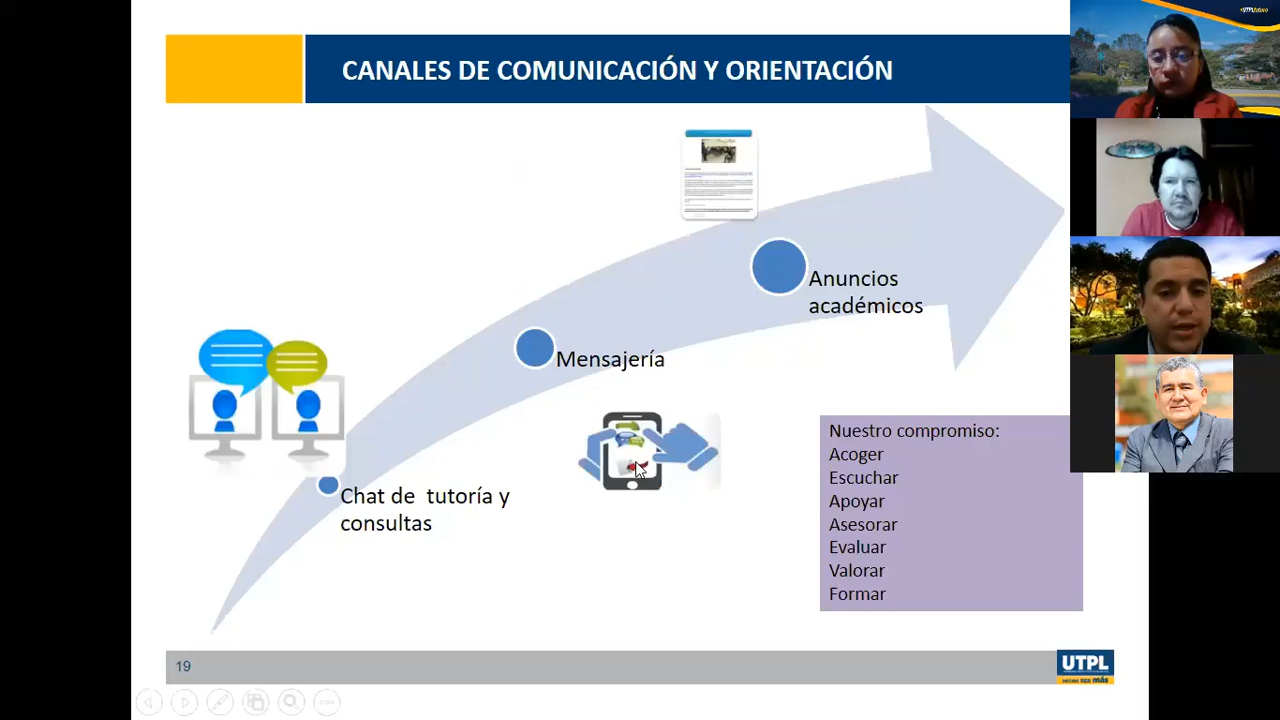 CANALES DE COMUNICACIÓN Y ORIENTACIÓN
Anuncios
académicos
Mensajería
Chat de tutoría y
consultas
Nuestro compromiso:
Acoger
Escuchar
Apoyar
Asesorar
Evaluar
Valorar
Formar
19
UTPL